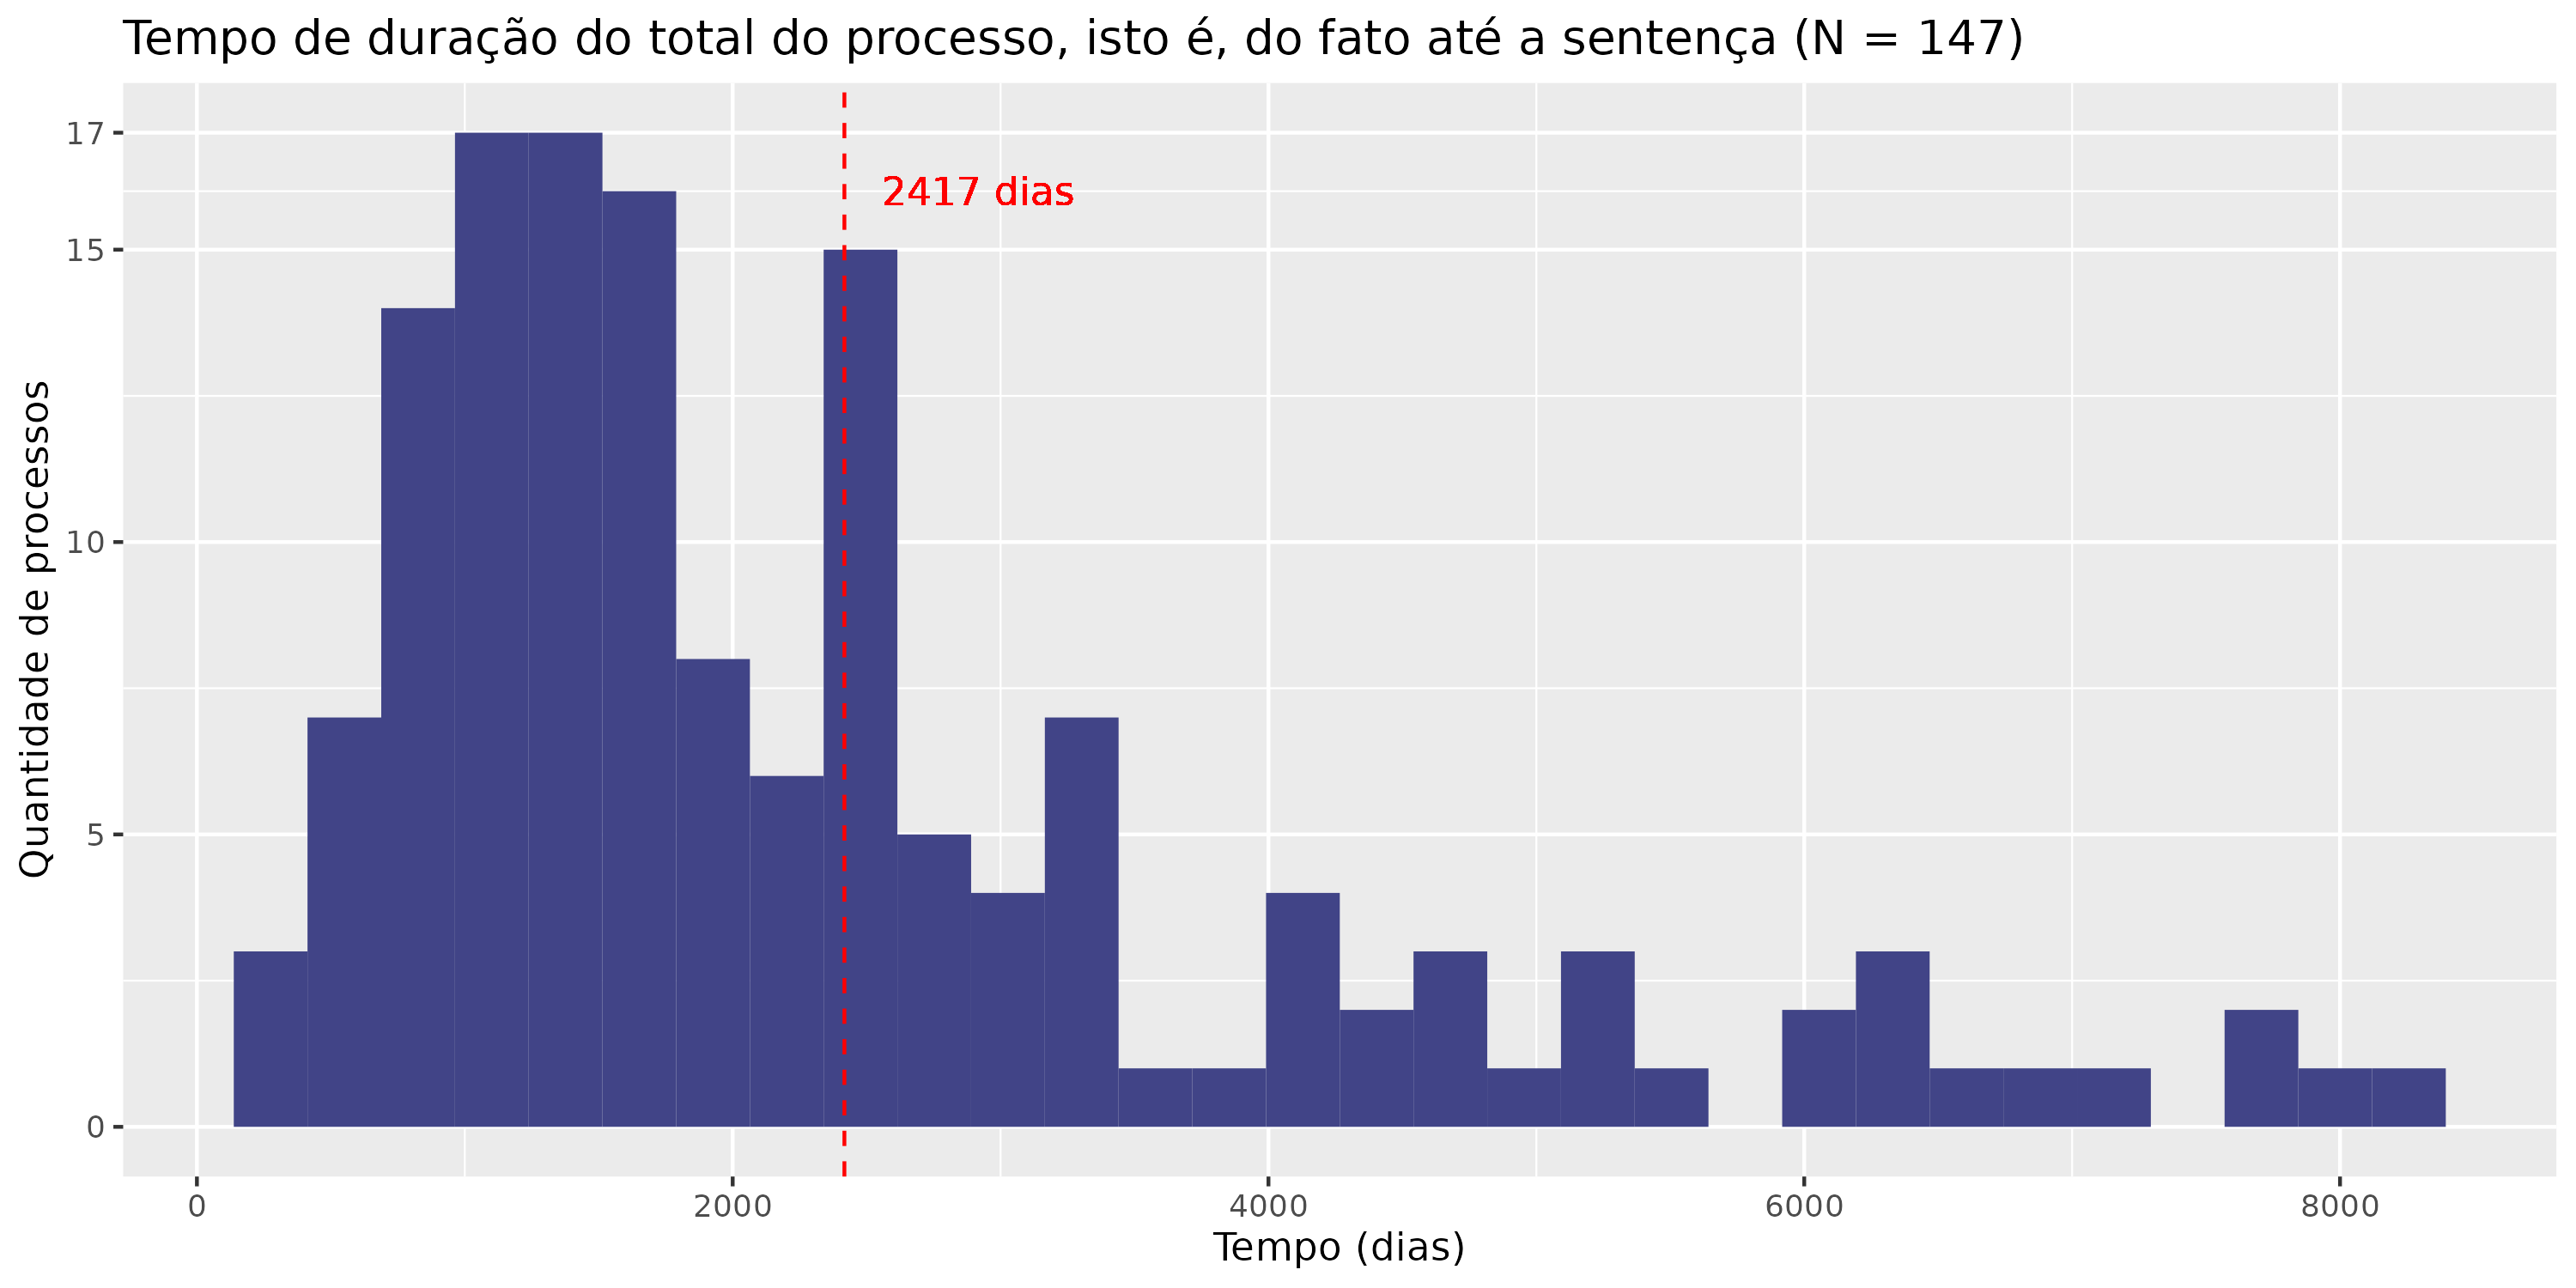 Tempo de duração do total do processo, isto é, do fato até a sentença (N = 147)
17
2417 dias
15
10
5
0
Quantidade de processos
0 2000 4000 6000 8000
Tempo (dias)